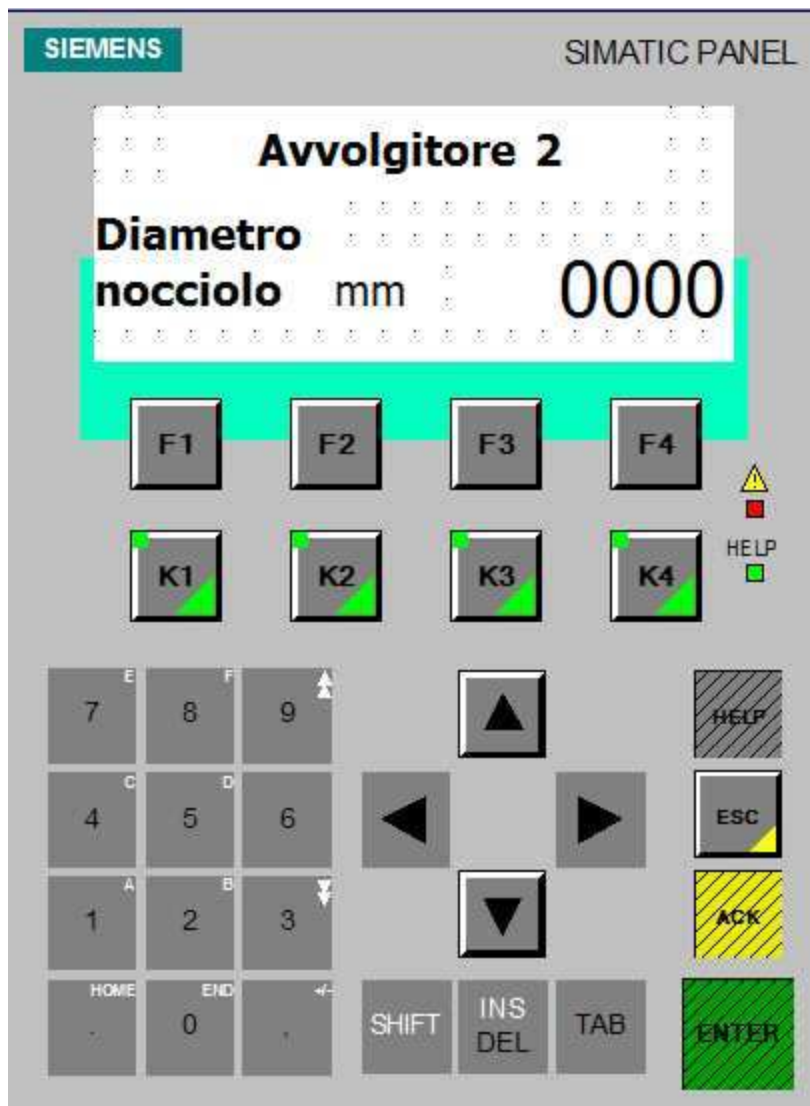 SIEMENS SIMATIC PANEL
Avvolgitore 2
Diametro
nocciolo mm 0000
F1 F2 F3 F4
HELP
K1 K2 K3 K4
E F
7 8 9
HELP
C D
4 5 6
ESC
A B
1 2 3
ACK
HOME END +/-
. 0 .
SHIFT INS DEL TAB
ENTER